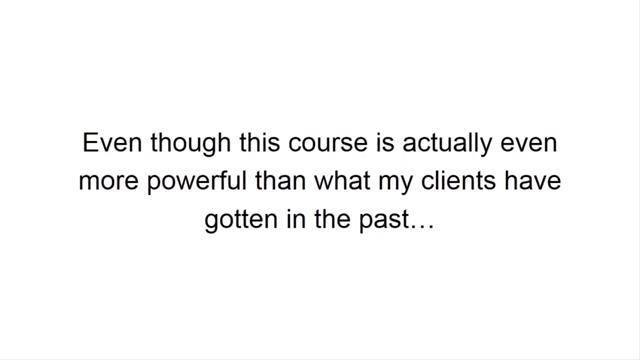 Even though this course is actually even
more powerful than what my clients have
gotten in the past…